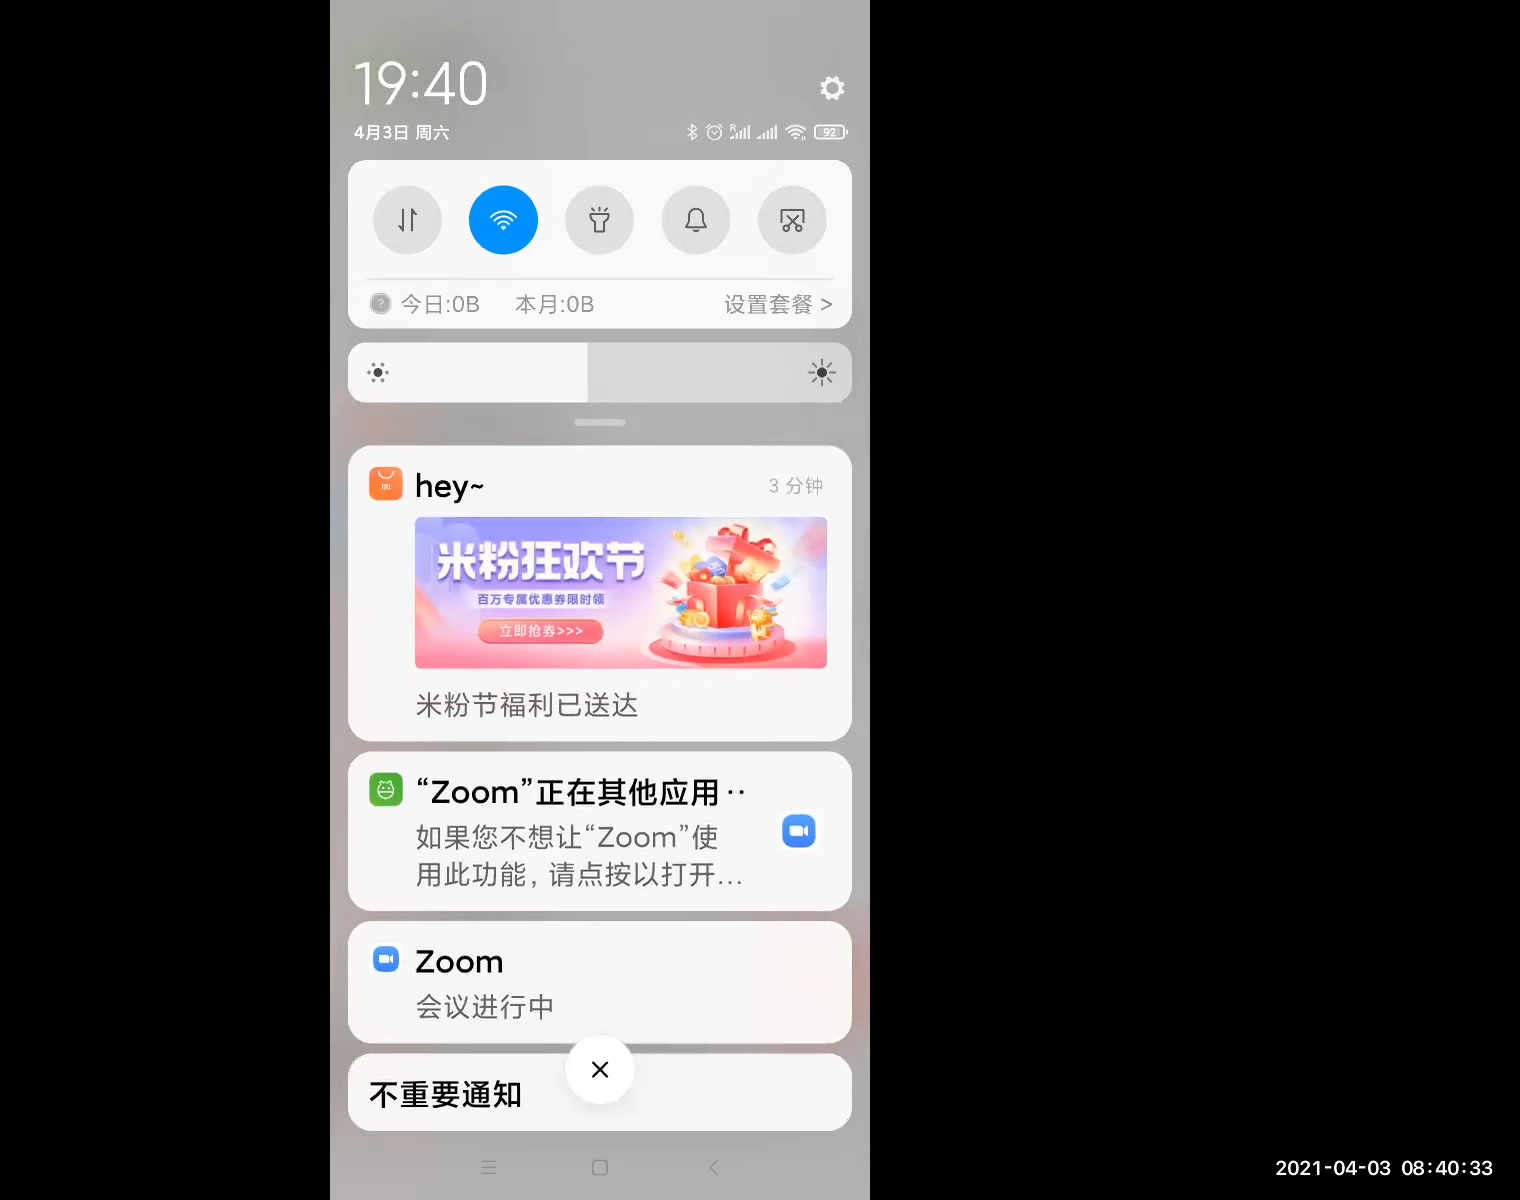 19:40
4月3日 周六
R
92
今日:0B 本月:0B 设置套餐 >
hey~ 3 分钟
mi
米粉狂欢节
百万专属优惠券限时领
立即抢券>>>
米粉节福利已送达
“Zoom”正在其他应用··
如果您不想让“Zoom”使
用此功能，请点按以打开...
Zoom
会议进行中
不重要通知
2021-04-03 08:40:33